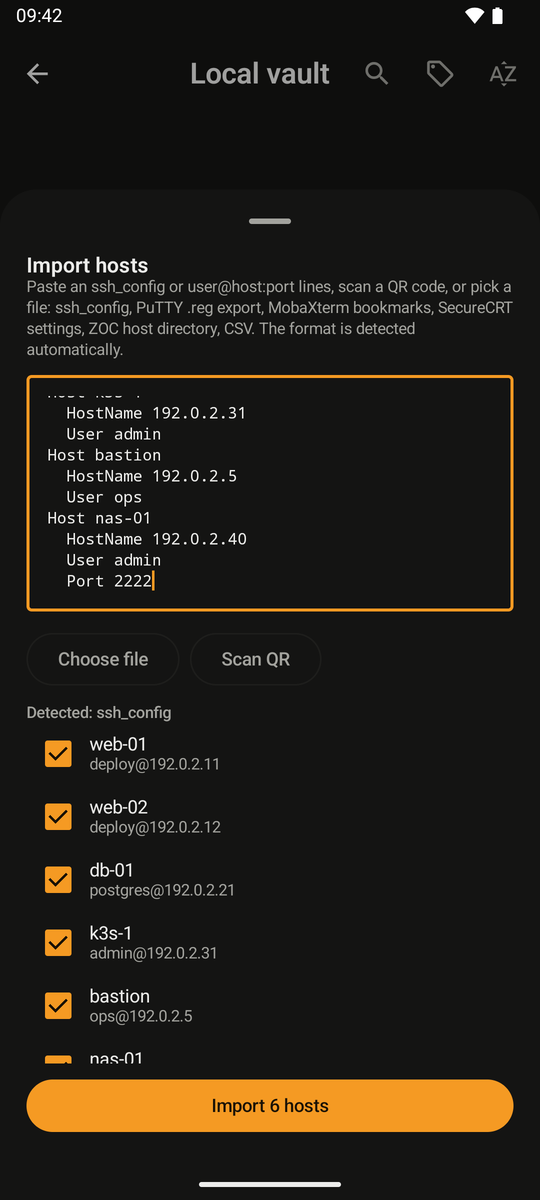 09:42
Local vault
AZ
Import hosts
Paste an ssh_config or user@host:port lines, scan a QR code, or pick a
file: ssh_config, PuTTY .reg export, MobaXterm bookmarks, SecureCRT
settings, ZOC host directory, CSV. The format is detected
automatically.
Host k3s-1
  HostName 192.0.2.31
  User admin
Host bastion
  HostName 192.0.2.5
  User ops
Host nas-01
  HostName 192.0.2.40
  User admin
  Port 2222
Choose file
Scan QR
Detected: ssh_config
web-01
deploy@192.0.2.11
web-02
deploy@192.0.2.12
db-01
postgres@192.0.2.21
k3s-1
admin@192.0.2.31
bastion
ops@192.0.2.5
nas-01
Import 6 hosts